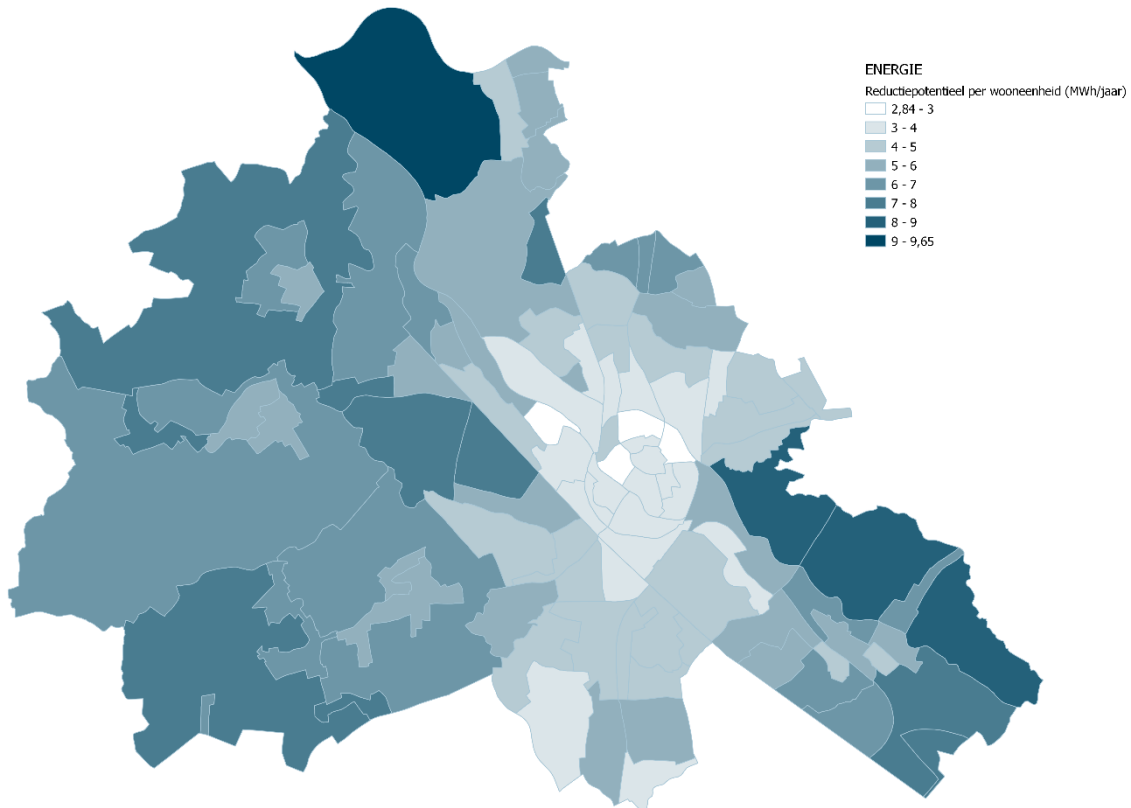 ENERGIE
Reductiepotentieel per wooneenheid (MWh/jaar)
2,84 - 3
3 - 4
4 - 5
5 - 6
6 - 7
7 - 8
8 - 9
9 - 9,65